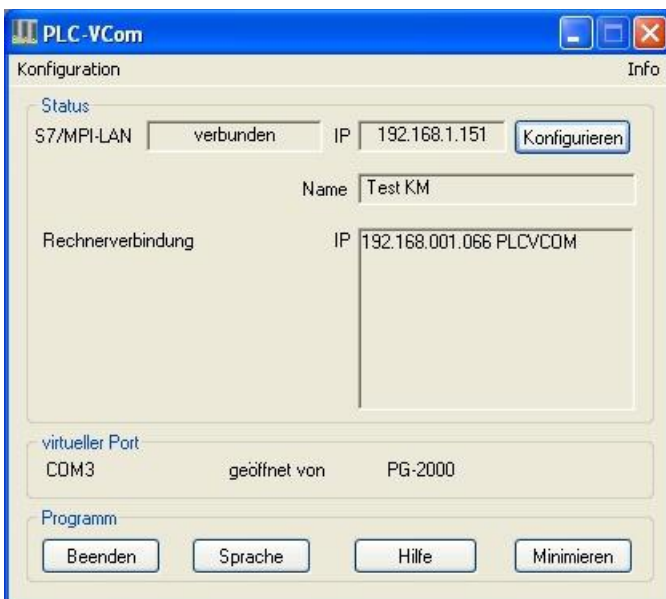 PLC-VCom
Konfiguration Info
Status
S7/MPI-LAN verbunden IP 192.168.1.151 Konfigurieren
Name Test KM
Rechnerverbindung IP 192.168.001.066 PLCVCOM
virtueller Port
COM3 geöffnet von PG-2000
Programm
Beenden Sprache Hilfe Minimieren